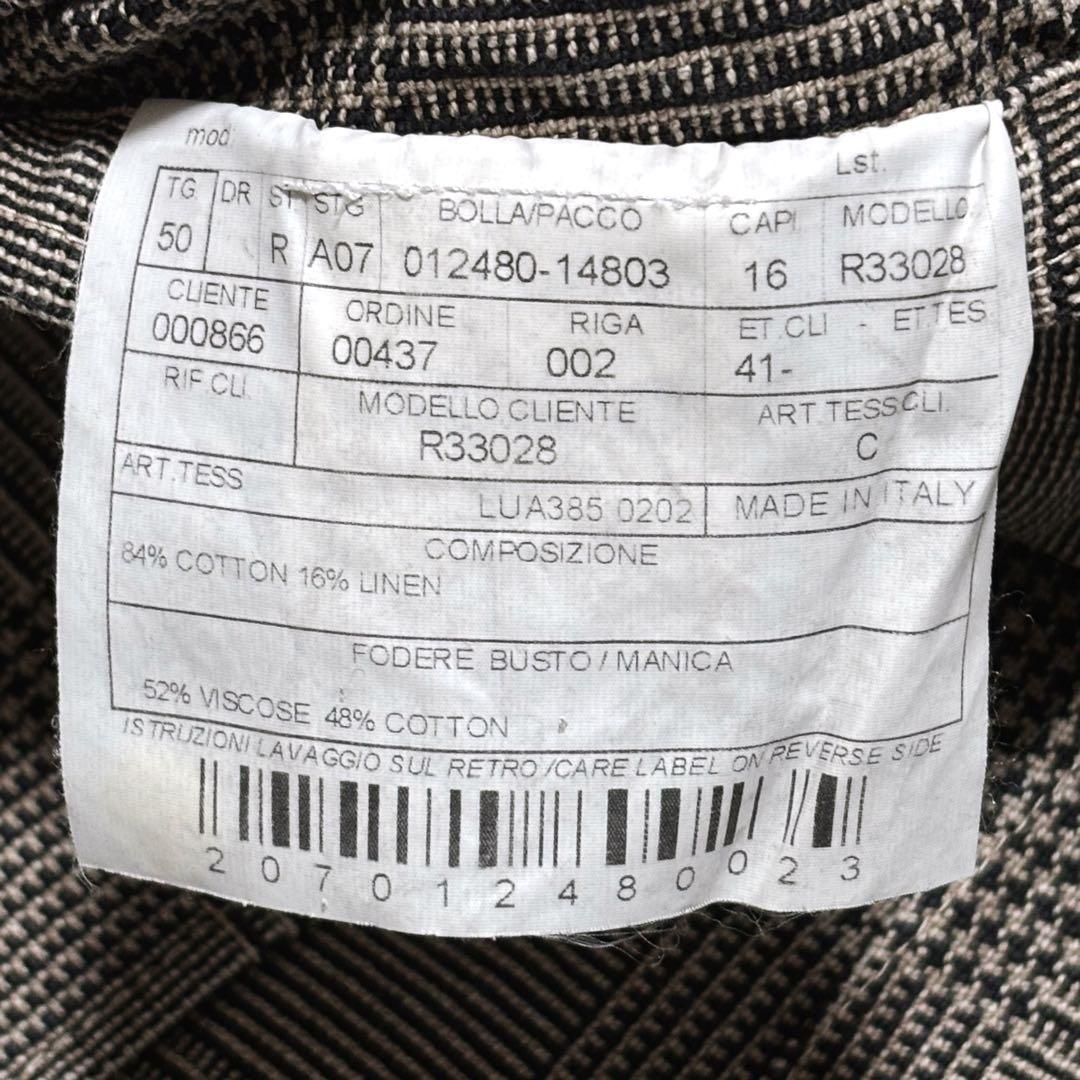 mod Lst.
TG DR ST STG BOLLA/PACCO CAPI MODELLO
50 R A07 012480-14803 16 R33028
CLIENTE ORDINE RIGA ET.CLI - ET.TES
000866 00437 002 41-
RIF.CLI. MODELLO CLIENTE ART.TESS CLI.
R33028 C
ART.TESS
LUA385 0202 MADE IN ITALY
COMPOSIZIONE
84% COTTON 16% LINEN
FODERE BUSTO / MANICA
52% VISCOSE 48% COTTON
ISTRUZIONI LAVAGGIO SUL RETRO /CARE LABEL ON REVERSE SIDE
207012480023